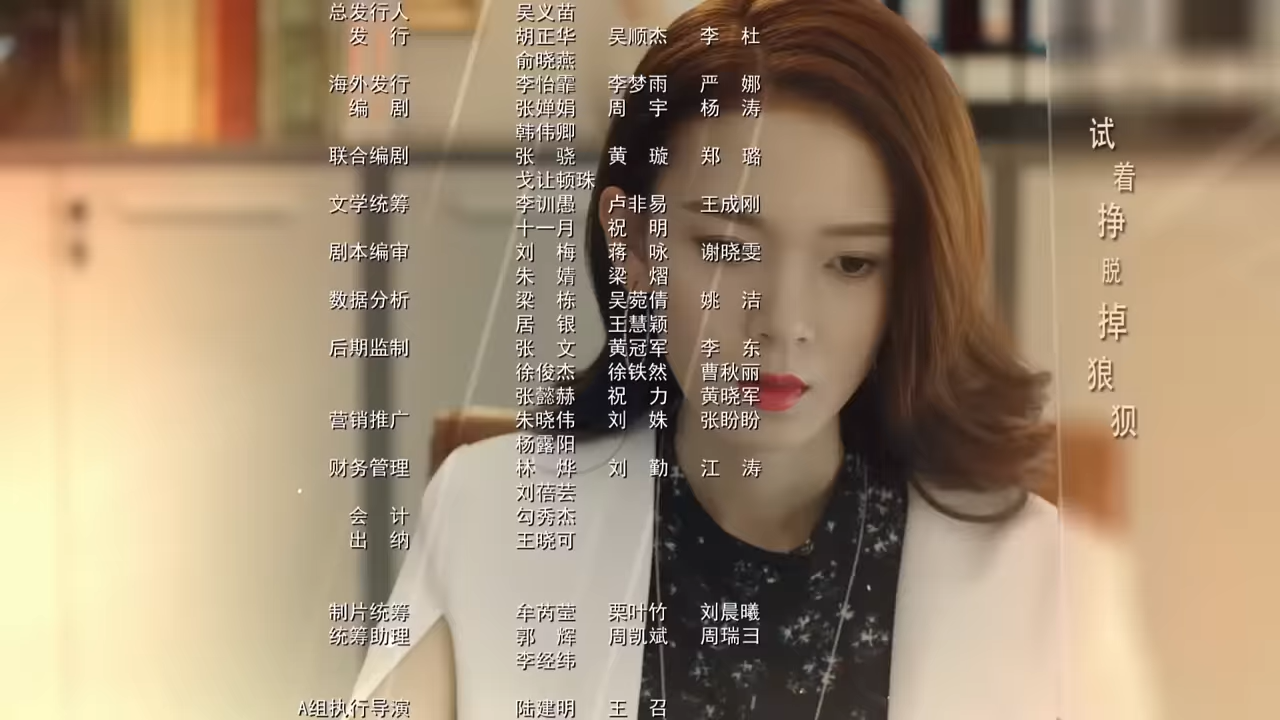 总发行人 吴义苗
发行 胡正华 吴顺杰 李杜
俞晓燕
海外发行 李怡霏 李梦雨 严娜
编剧 张婵娟 周宇 杨涛
韩伟卿
联合编剧 张骁 黄璇 郑璐
戈让顿珠
文学统筹 李训愚 卢非易 王成刚
十一月 祝明
剧本编审 刘梅 蒋咏 谢晓雯
朱婧 梁熠
数据分析 梁栋 吴菀倩 姚洁
居银 王慧颖
后期监制 张文 黄冠军 李东
徐俊杰 徐铁然 曹秋丽
张懿赫 祝力 黄晓军
营销推广 朱晓伟 刘姝 张盼盼
杨露阳
财务管理 林烨 刘勤 江涛
刘蓓芸
会计 勾秀杰
出纳 王晓可
制片统筹 牟芮莹 栗叶竹 刘晨曦
统筹助理 郭辉 周凯斌 周瑞彐
李经纬
A组执行导演 陆建明 王召
试着挣脱掉狼狈